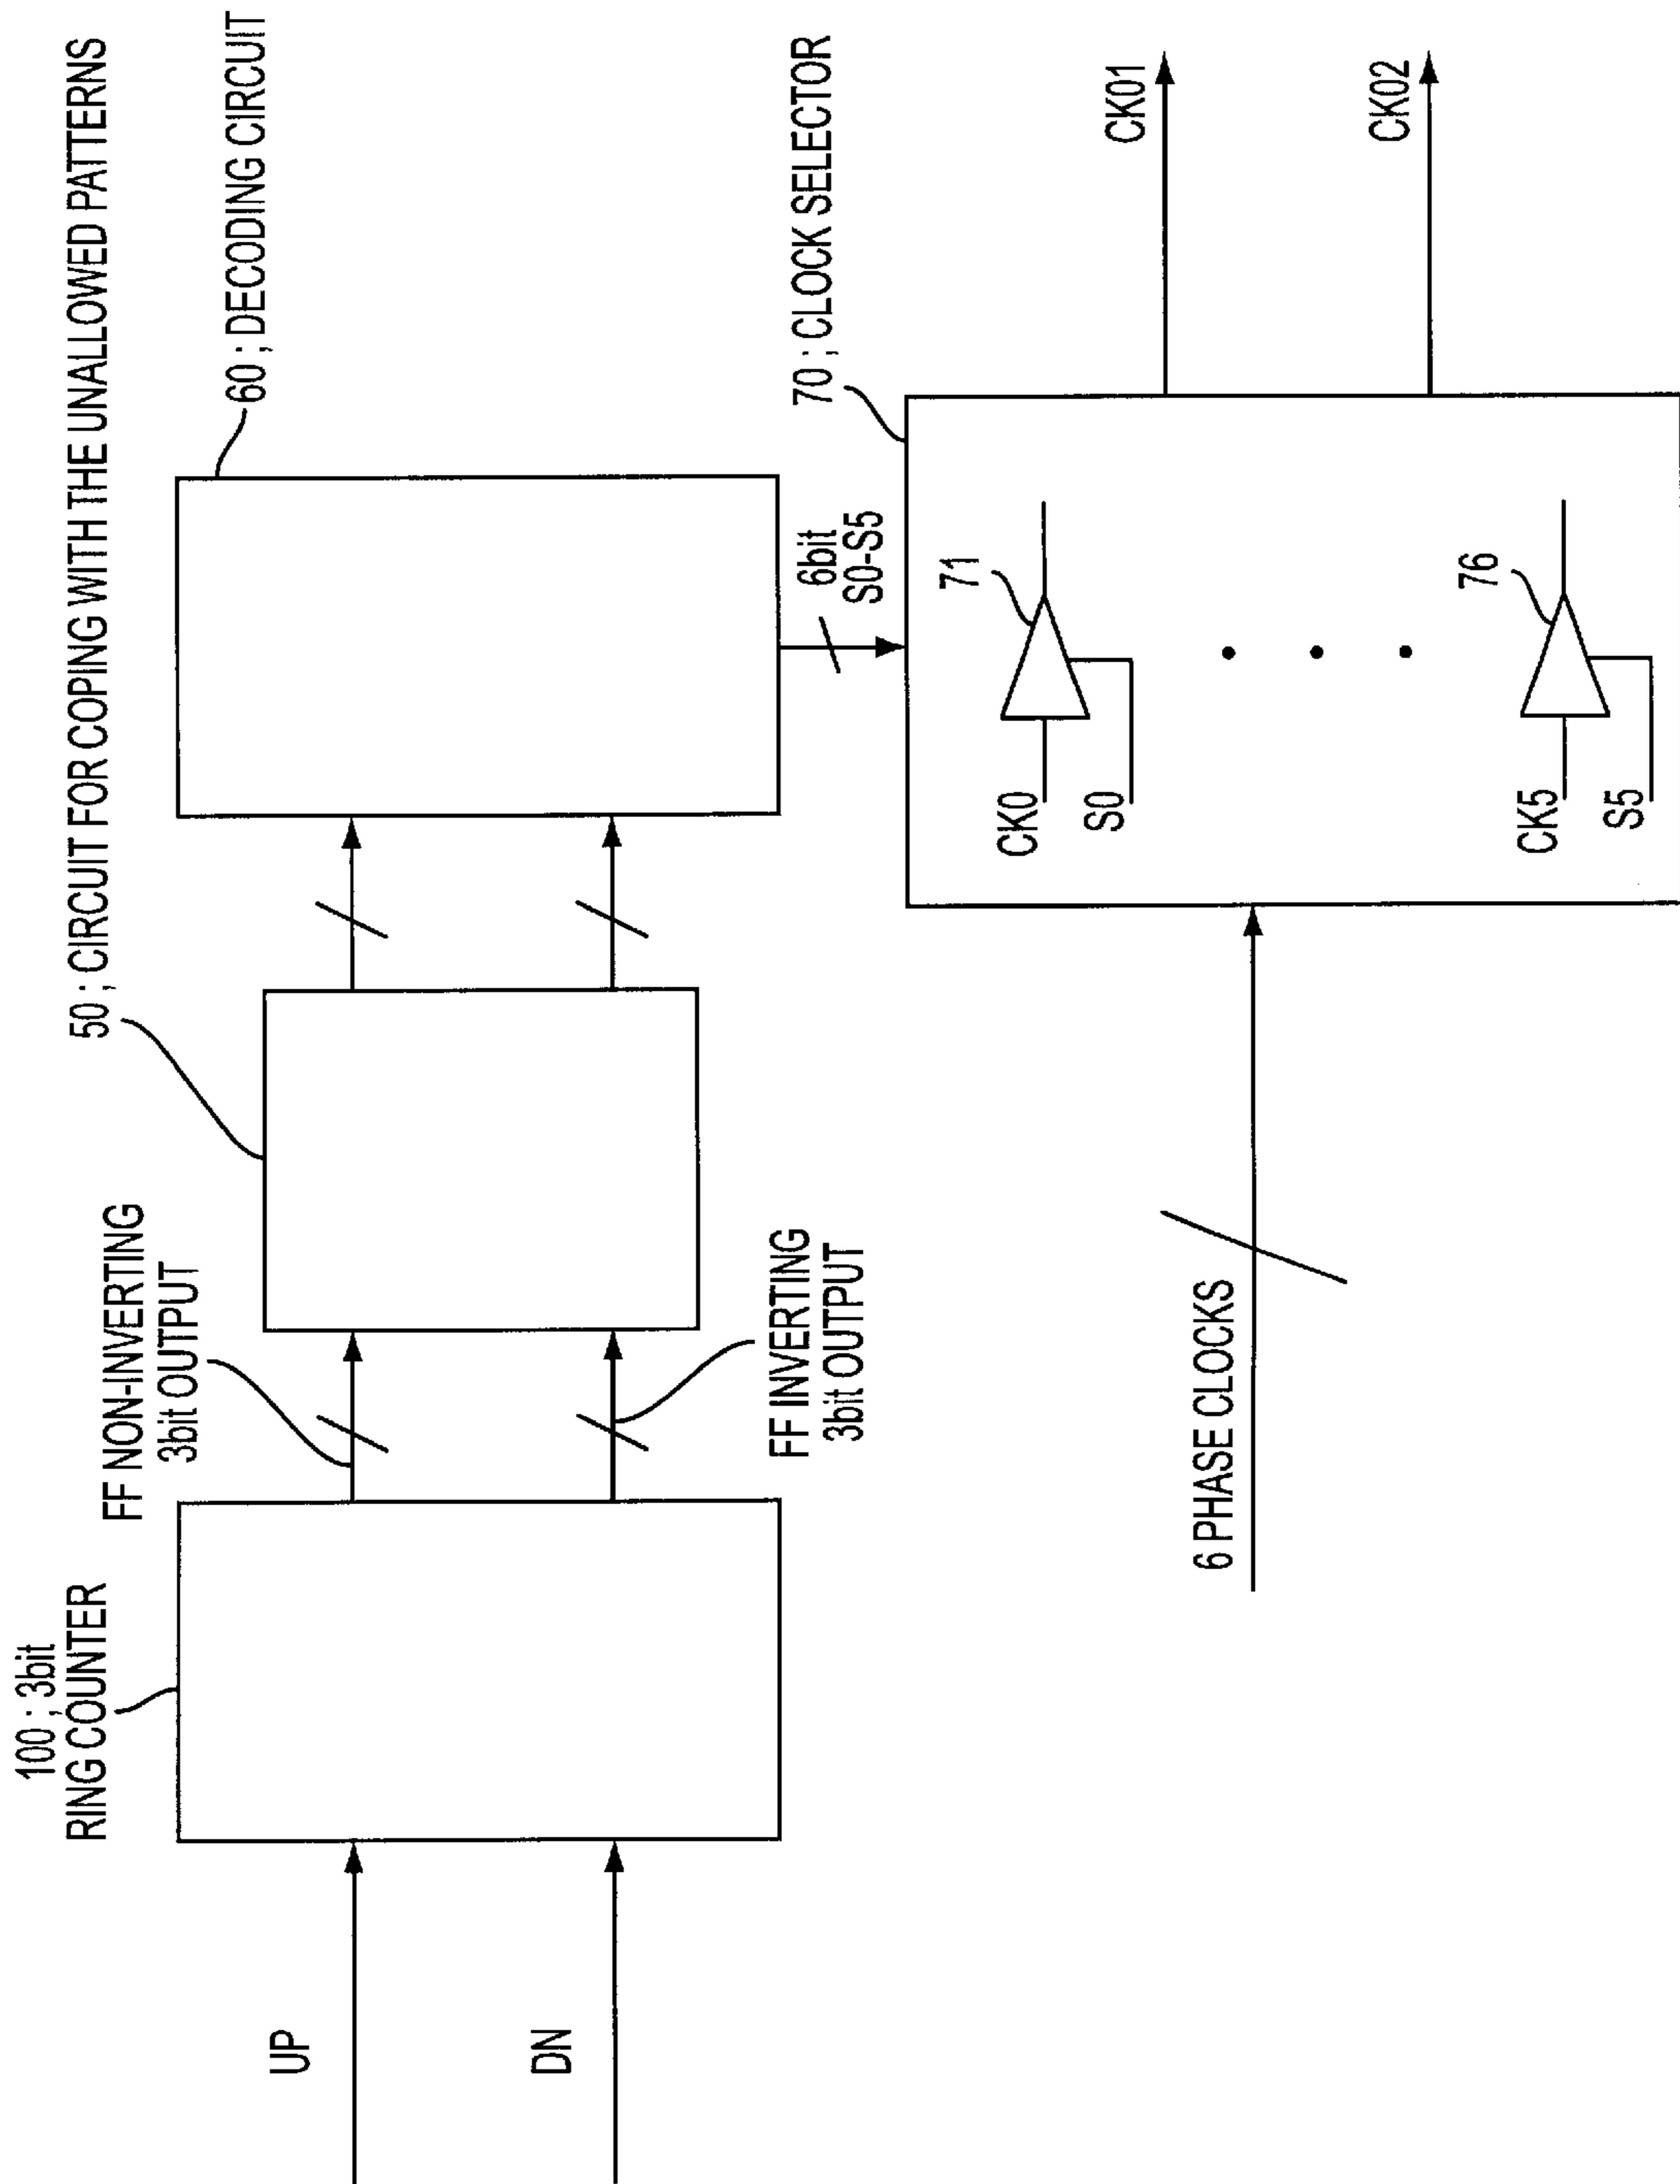 50 ; CIRCUIT FOR COPING WITH THE UNALLOWED PATTERNS
100 ; 3bit
RING COUNTER
FF NON-INVERTING
3bit OUTPUT
60 ; DECODING CIRCUIT
UP
DN
FF INVERTING
3bit OUTPUT
6bit
S0-S5
70 ; CLOCK SELECTOR
6 PHASE CLOCKS
CK0
S0
71
CK5
S5
76
CK01
CK02